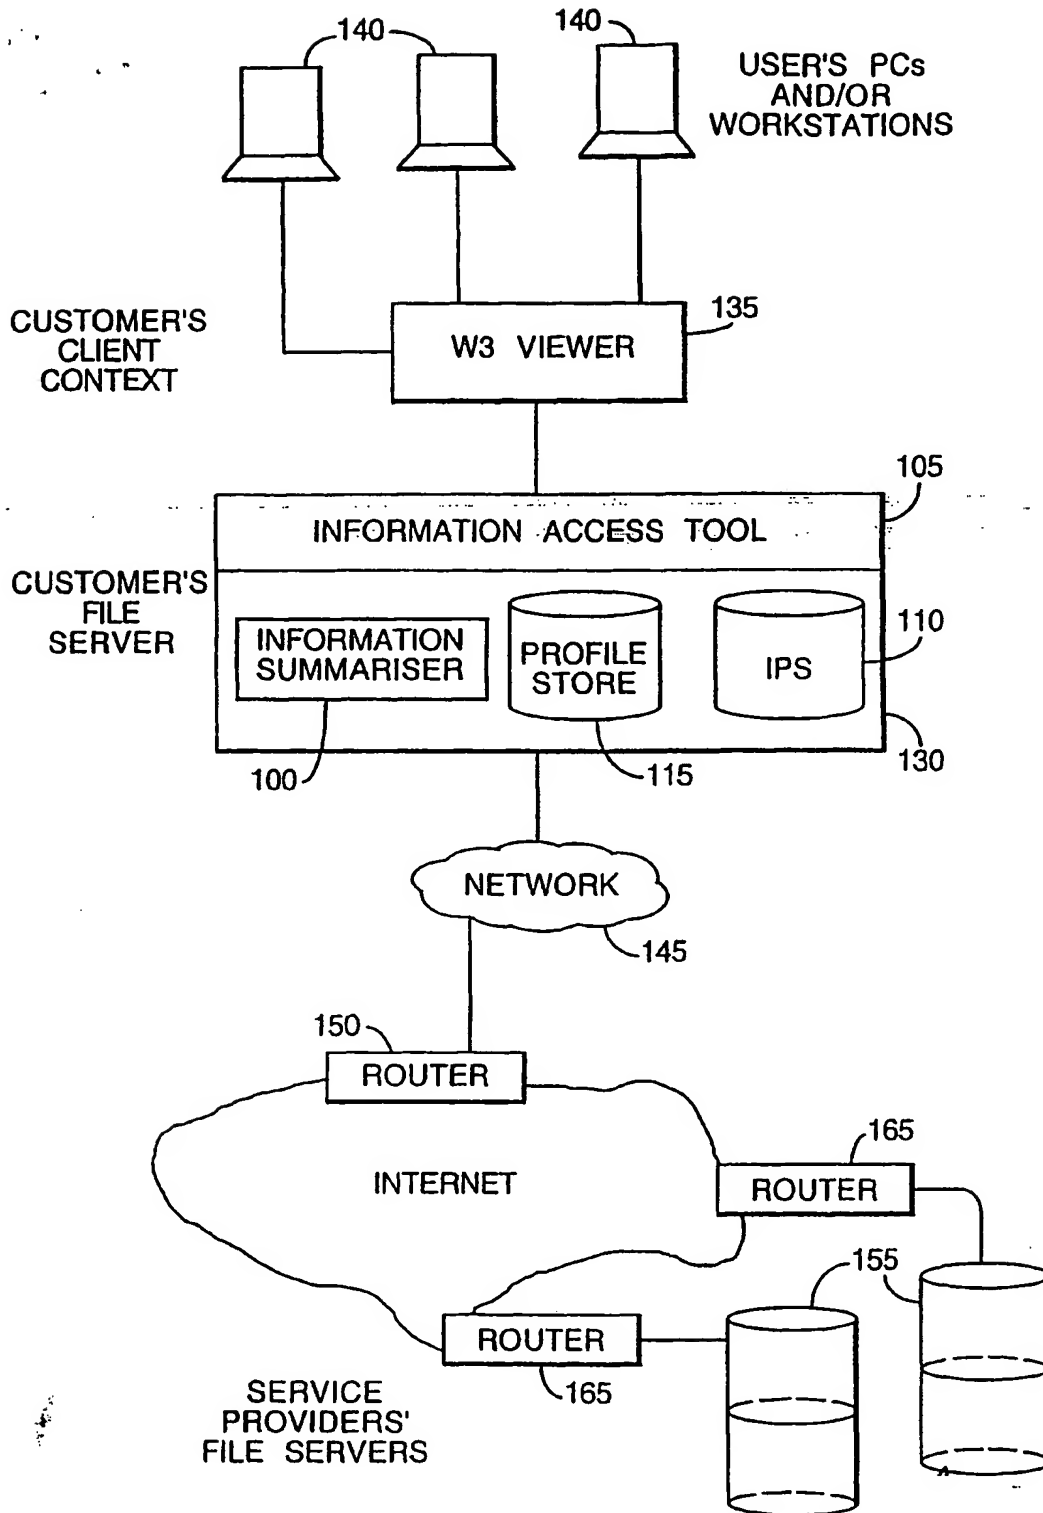 140
140
USER'S PCs
AND/OR
WORKSTATIONS
CUSTOMER'S
CLIENT
CONTEXT
W3 VIEWER
135
105
INFORMATION ACCESS TOOL
CUSTOMER'S
FILE
SERVER
INFORMATION
SUMMARISER
PROFILE
STORE
IPS
110
100
115
130
NETWORK
145
150
ROUTER
INTERNET
165
ROUTER
155
ROUTER
165
SERVICE
PROVIDERS'
FILE SERVERS